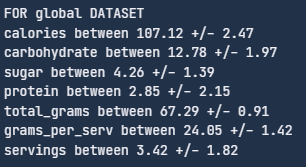 FOR global DATASET
calories between 107.12 +/- 2.47
carbohydrate between 12.78 +/- 1.97
sugar between 4.26 +/- 1.39
protein between 2.85 +/- 2.15
total_grams between 67.29 +/- 0.91
grams_per_serv between 24.05 +/- 1.42
servings between 3.42 +/- 1.82